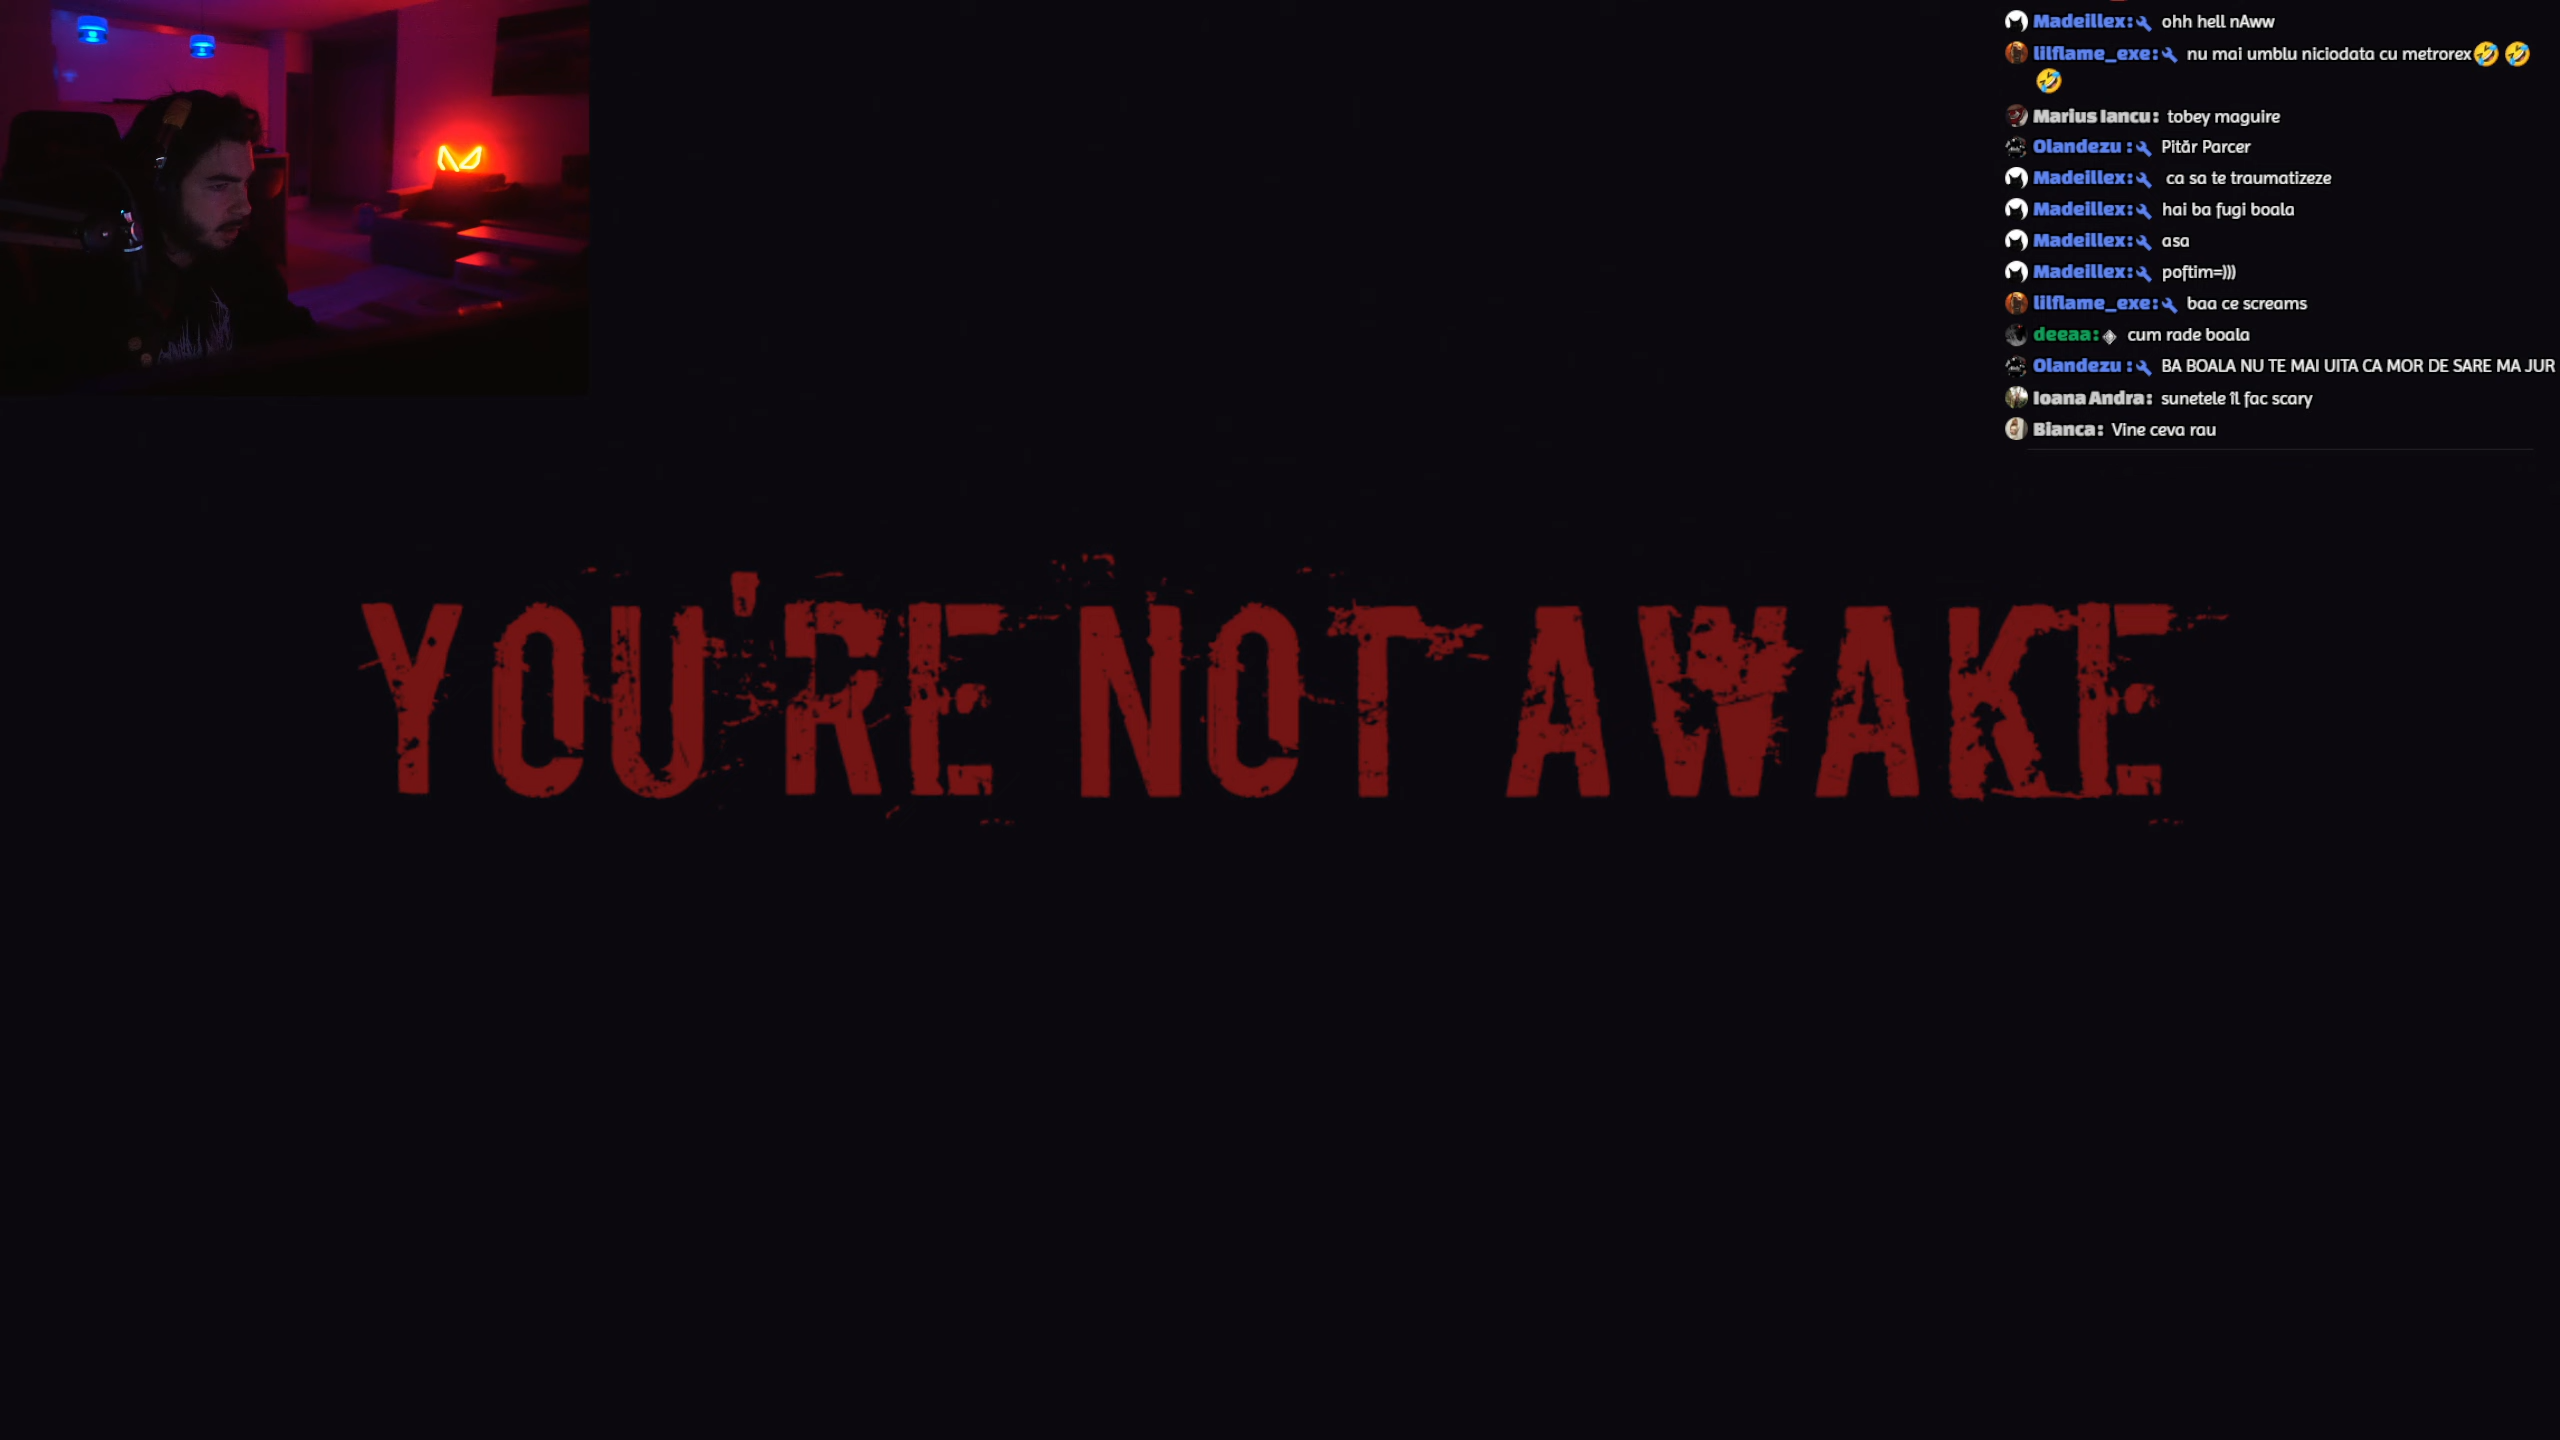 Madeillex: ohh hell nAww
lilflame_exe: nu mai umblu niciodata cu metrorex🤣 🤣
🤣
Marius Iancu: tobey maguire
Olandezu : Pităr Parcer
Madeillex: ca sa te traumatizeze
Madeillex: hai ba fugi boala
Madeillex: asa
Madeillex: poftim=)))
lilflame_exe: baa ce screams
deeaa: cum rade boala
Olandezu : BA BOALA NU TE MAI UITA CA MOR DE SARE MA JUR
Ioana Andra: sunetele îl fac scary
Bianca: Vine ceva rau
YOU'RE NOT AWAKE